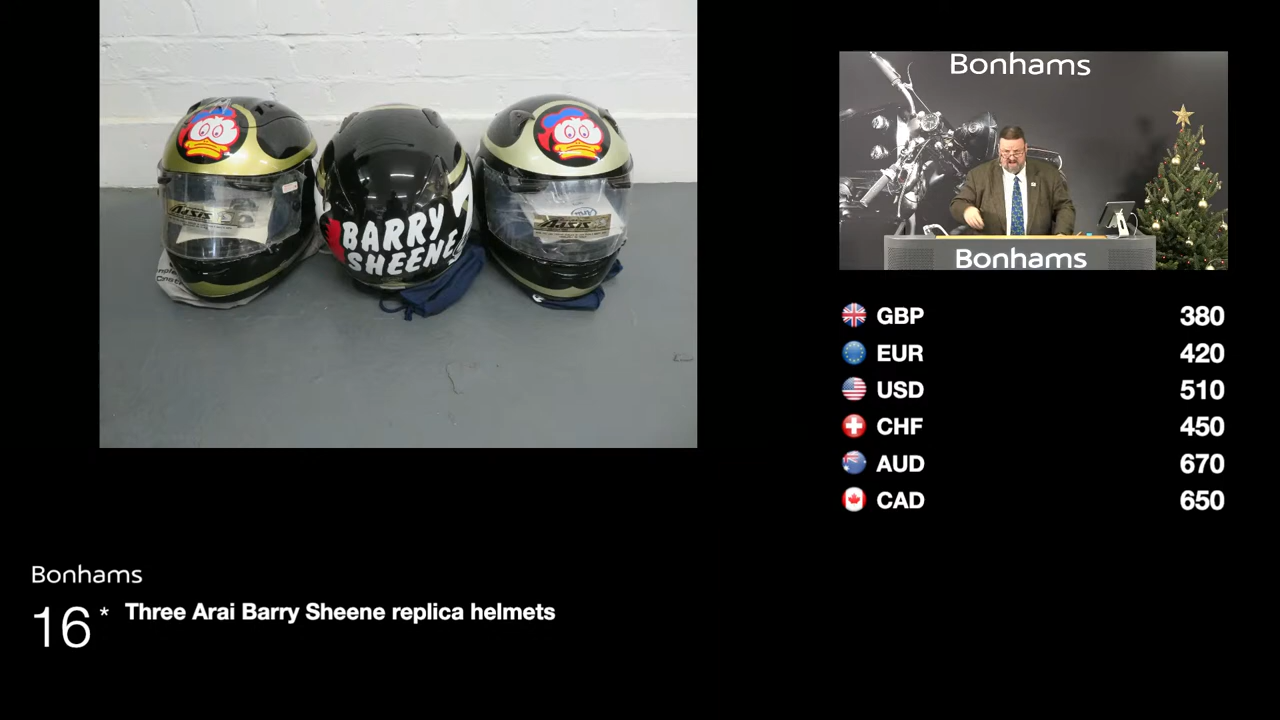 BARRY
SHEENE
Bonhams
Bonhams
GBP 380
EUR 420
USD 510
CHF 450
AUD 670
CAD 650
Bonhams
16 * Three Arai Barry Sheene replica helmets